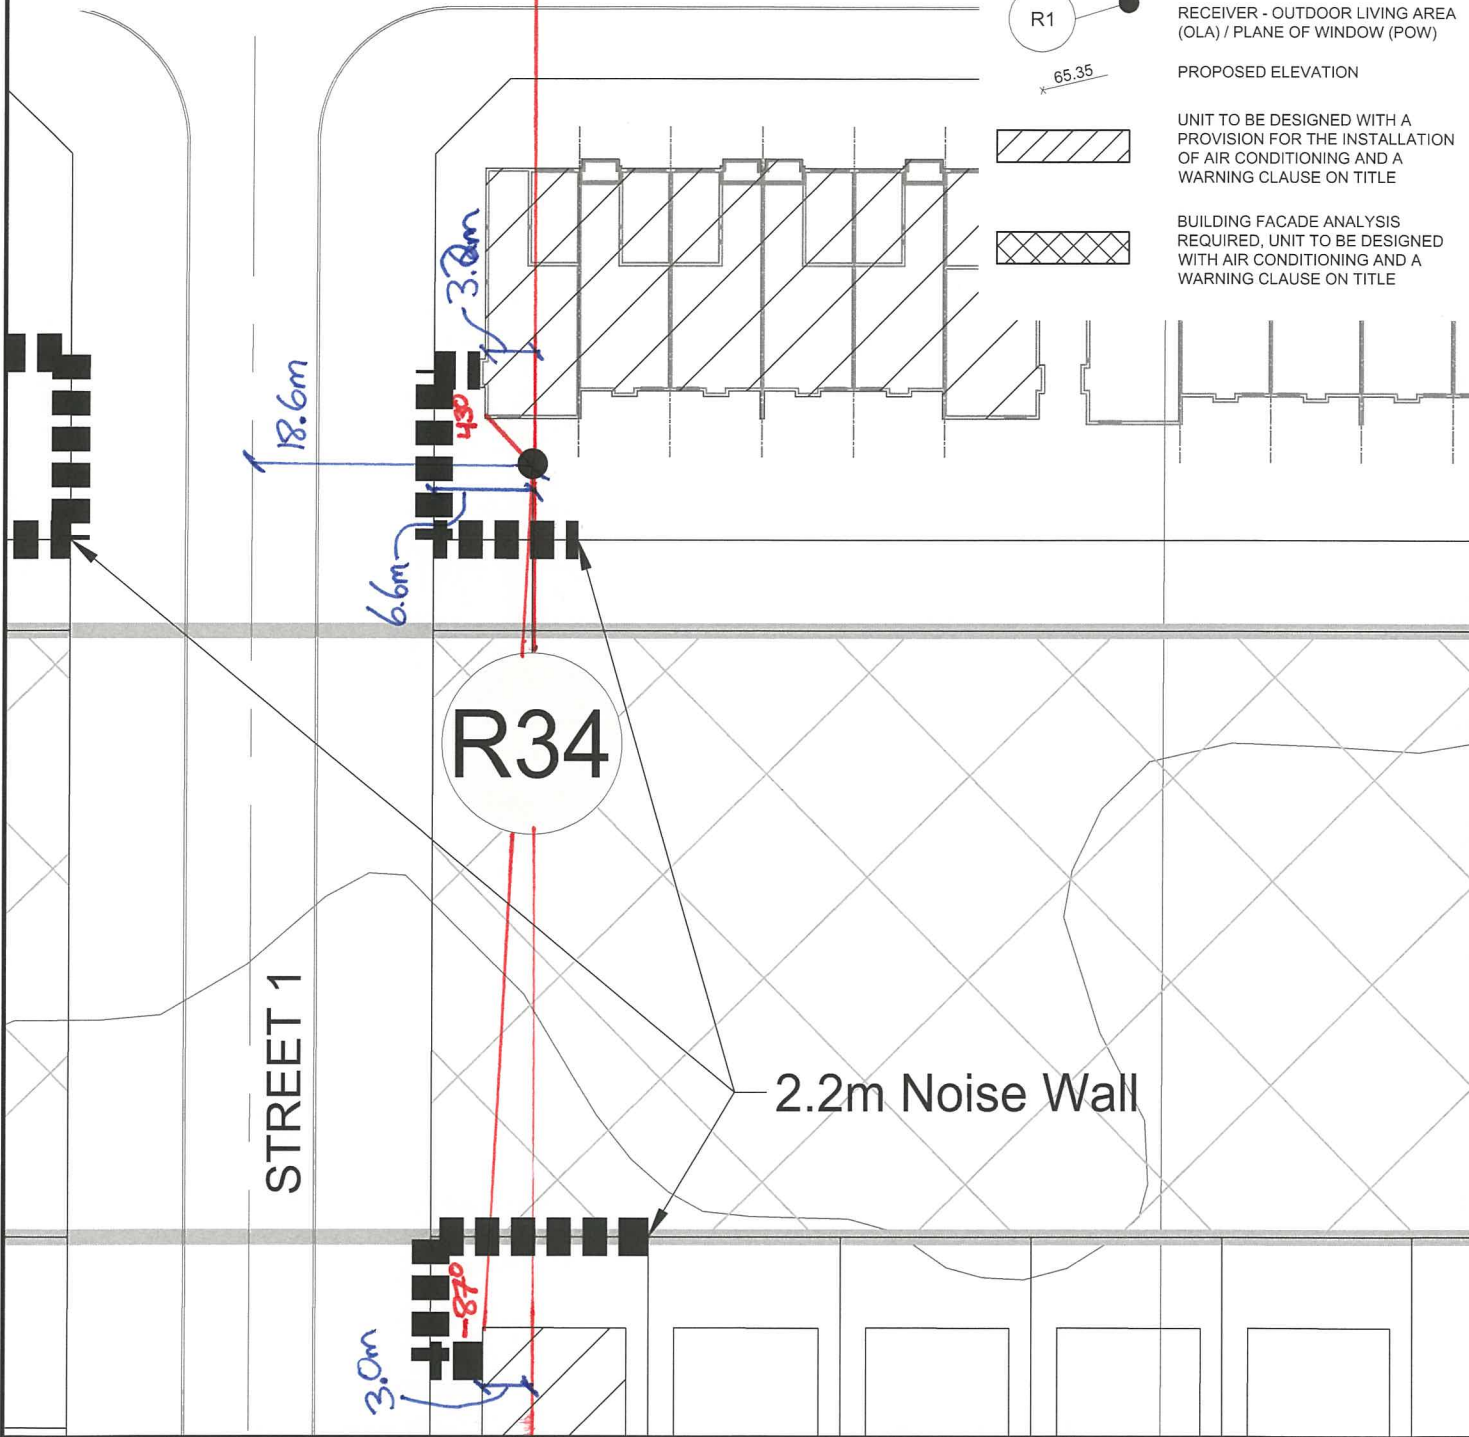 R1
RECEIVER - OUTDOOR LIVING AREA
(OLA) / PLANE OF WINDOW (POW)
65.35
PROPOSED ELEVATION
UNIT TO BE DESIGNED WITH A
PROVISION FOR THE INSTALLATION
OF AIR CONDITIONING AND A
WARNING CLAUSE ON TITLE
BUILDING FACADE ANALYSIS
REQUIRED, UNIT TO BE DESIGNED
WITH AIR CONDITIONING AND A
WARNING CLAUSE ON TITLE
18.6m
43°
6.6m
R34
STREET 1
2.2m Noise Wall
-87°
3.0m